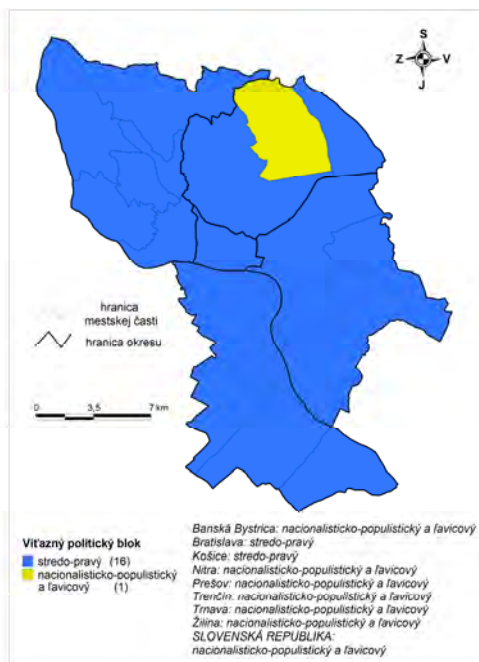 S
Z V
J
hranica
mestskej časti
hranica okresu
0 3,5 7 km
Víťazný politický blok
stredo-pravý (16)
nacionalisticko-populistický
a ľavicový (1)
Banská Bystrica: nacionalisticko-populistický a ľavicový
Bratislava: stredo-pravý
Košice: stredo-pravý
Nitra: nacionalisticko-populistický a ľavicový
Prešov: nacionalisticko-populistický a ľavicový
Trenčín: nacionalisticko-populistický a ľavicový
Trnava: nacionalisticko-populistický a ľavicový
Žilina: nacionalisticko-populistický a ľavicový
SLOVENSKÁ REPUBLIKA:
nacionalisticko-populistický a ľavicový